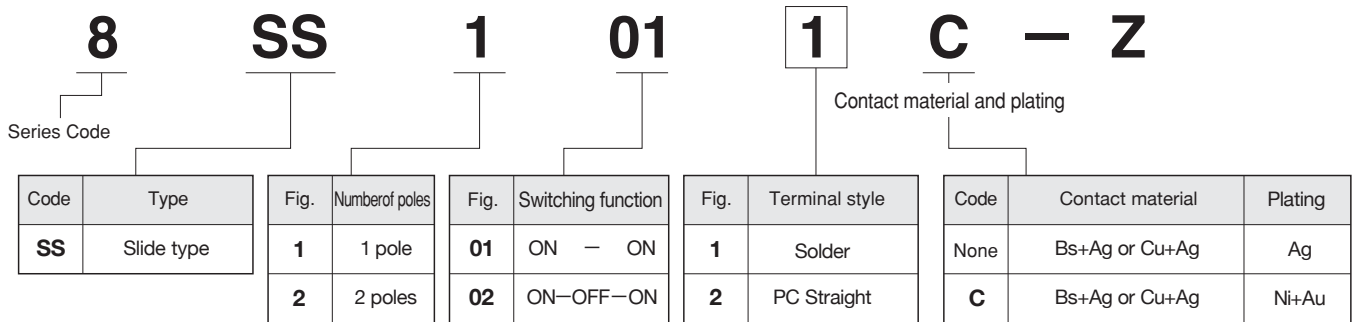 8 SS 1 01 1 C — Z
Contact material and plating
Series Code
Code Type Fig. Numberof poles Fig. Switching function Fig. Terminal style Code Contact material Plating
SS Slide type 1 1 pole 01 ON — ON 1 Solder None Bs+Ag or Cu+Ag Ag
2 2 poles 02 ON—OFF—ON 2 PC Straight C Bs+Ag or Cu+Ag Ni+Au